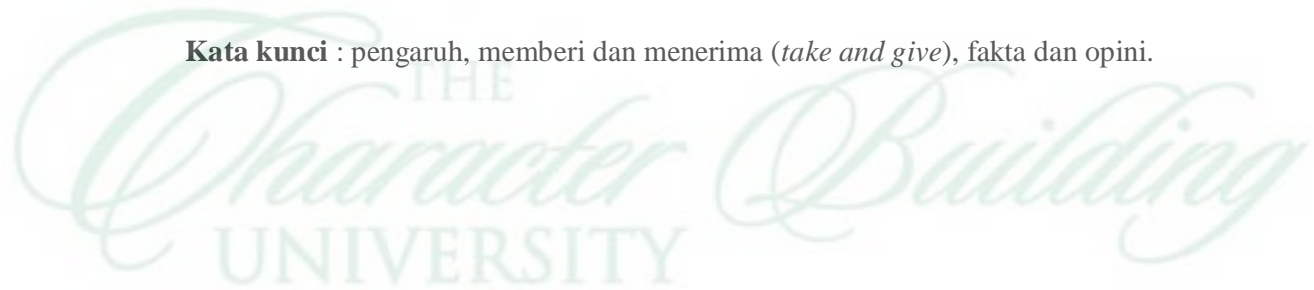 Kata kunci : pengaruh, memberi dan menerima (take and give), fakta dan opini.
THE
Character Building
UNIVERSITY